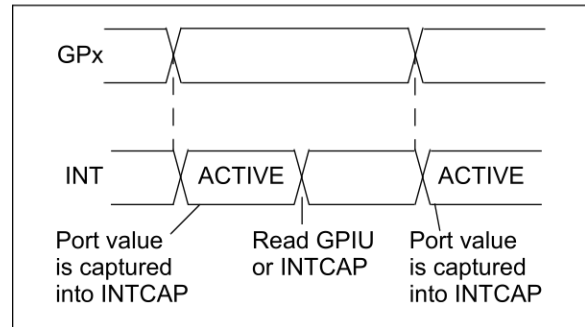 GPx
INT
ACTIVE
ACTIVE
Port value
is captured
into INTCAP
Read GPIU
or INTCAP
Port value
is captured
into INTCAP